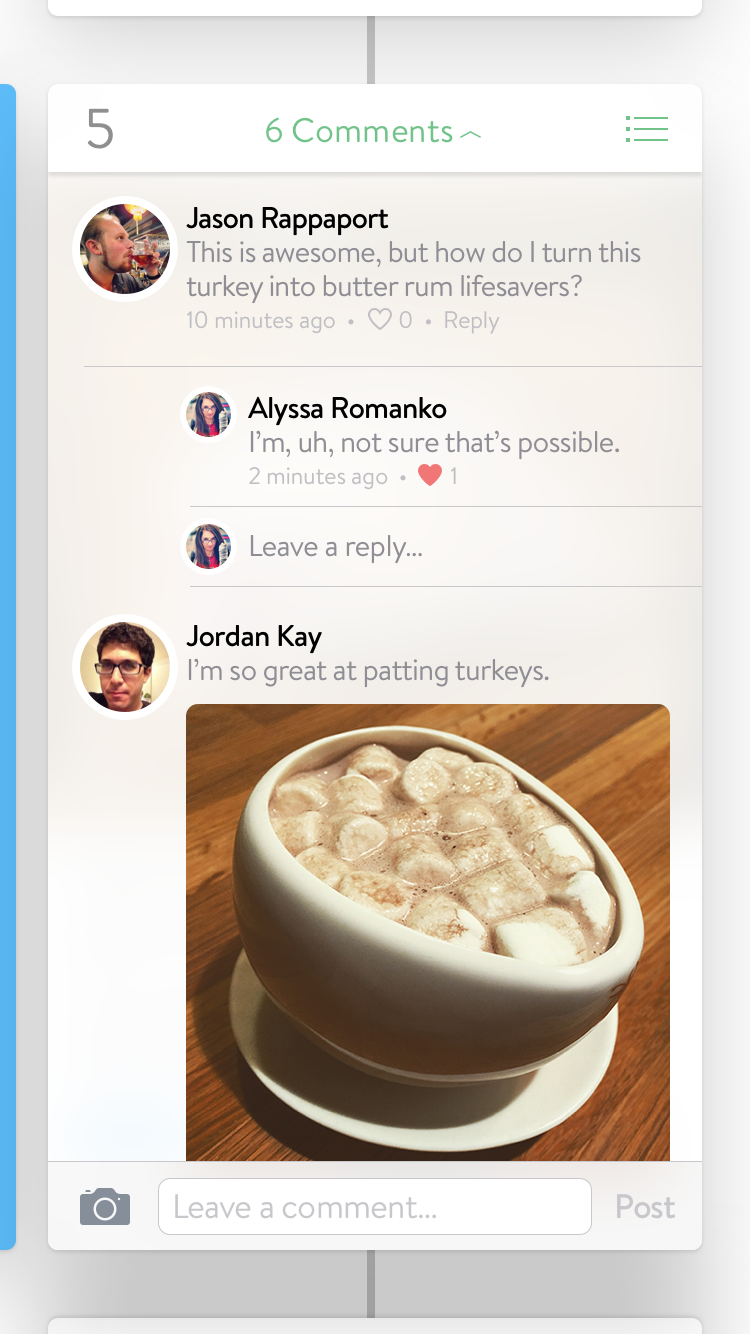 5
6 Comments
Jason Rappaport
This is awesome, but how do I turn this
turkey into butter rum lifesavers?
10 minutes ago • 0 • Reply
Alyssa Romanko
I’m, uh, not sure that’s possible.
2 minutes ago • 1
Leave a reply...
Jordan Kay
I’m so great at patting turkeys.
Leave a comment... Post